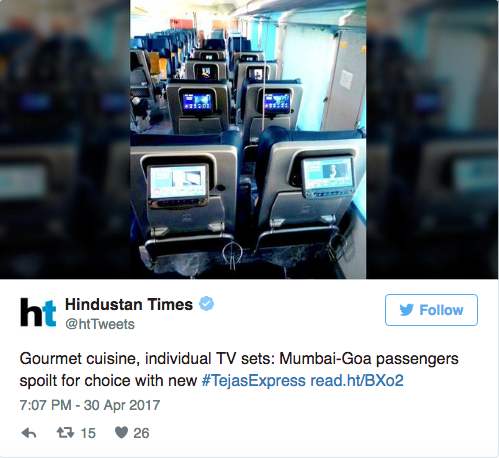 ht Hindustan Times
@htTweets
Follow
Gourmet cuisine, individual TV sets: Mumbai-Goa passengers
spoilt for choice with new #TejasExpress read.ht/BXo2
7:07 PM - 30 Apr 2017
15 26